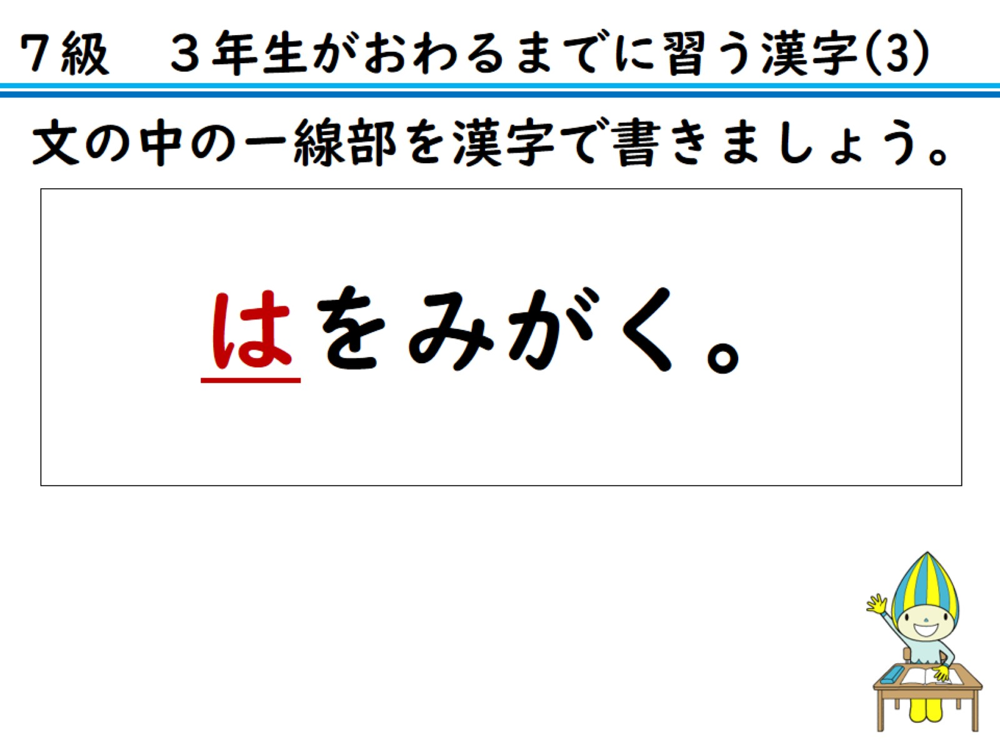 ７級　３年生がおわるまでに習う漢字(3)
文の中の一線部を漢字で書きましょう。
はをみがく。